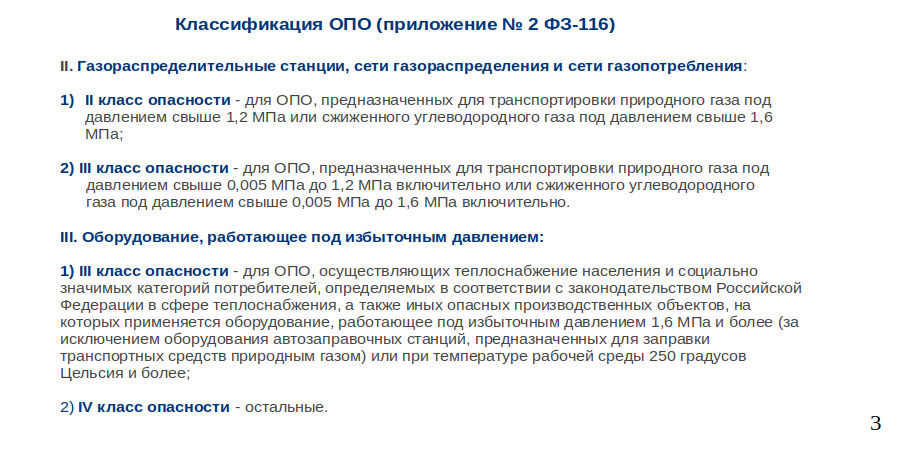 Классификация ОПО (приложение № 2 ФЗ-116)
II. Газораспределительные станции, сети газораспределения и сети газопотребления:
1) II класс опасности - для ОПО, предназначенных для транспортировки природного газа под
давлением свыше 1,2 МПа или сжиженного углеводородного газа под давлением свыше 1,6
МПа;
2) III класс опасности - для ОПО, предназначенных для транспортировки природного газа под
давлением свыше 0,005 МПа до 1,2 МПа включительно или сжиженного углеводородного
газа под давлением свыше 0,005 МПа до 1,6 МПа включительно.
III. Оборудование, работающее под избыточным давлением:
1) III класс опасности - для ОПО, осуществляющих теплоснабжение населения и социально
значимых категорий потребителей, определяемых в соответствии с законодательством Российской
Федерации в сфере теплоснабжения, а также иных опасных производственных объектов, на
которых применяется оборудование, работающее под избыточным давлением 1,6 МПа и более (за
исключением оборудования автозаправочных станций, предназначенных для заправки
транспортных средств природным газом) или при температуре рабочей среды 250 градусов
Цельсия и более;
2) IV класс опасности - остальные.
3